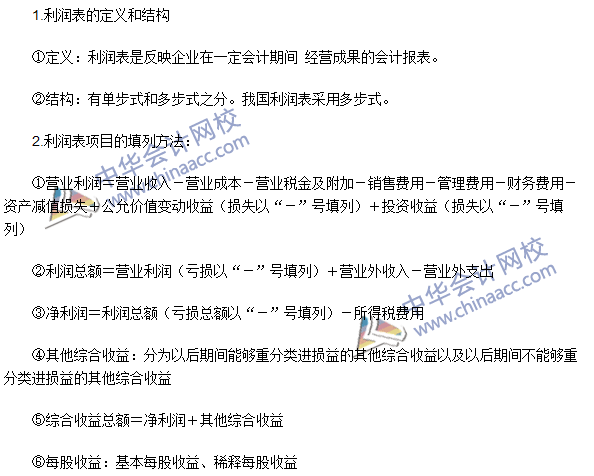 1.利润表的定义和结构
①定义：利润表是反映企业在一定会计期间 经营成果的会计报表。
②结构：有单步式和多步式之分。我国利润表采用多步式。
2.利润表项目的填列方法：
①营业利润＝营业收入－营业成本－营业税金及附加－销售费用－管理费用－财务费用－
资产减值损失＋公允价值变动收益（损失以“－”号填列）＋投资收益（损失以“－”号填
列）
②利润总额＝营业利润（亏损以“－”号填列）＋营业外收入－营业外支出
③净利润＝利润总额（亏损总额以“－”号填列）－所得税费用
④其他综合收益：分为以后期间能够重分类进损益的其他综合收益以及以后期间不能够重
分类进损益的其他综合收益
⑤综合收益总额＝净利润＋其他综合收益
⑥每股收益：基本每股收益、稀释每股收益
中华会计网校
www.chinaacc.com
中华会计网校
www.chinaacc.com